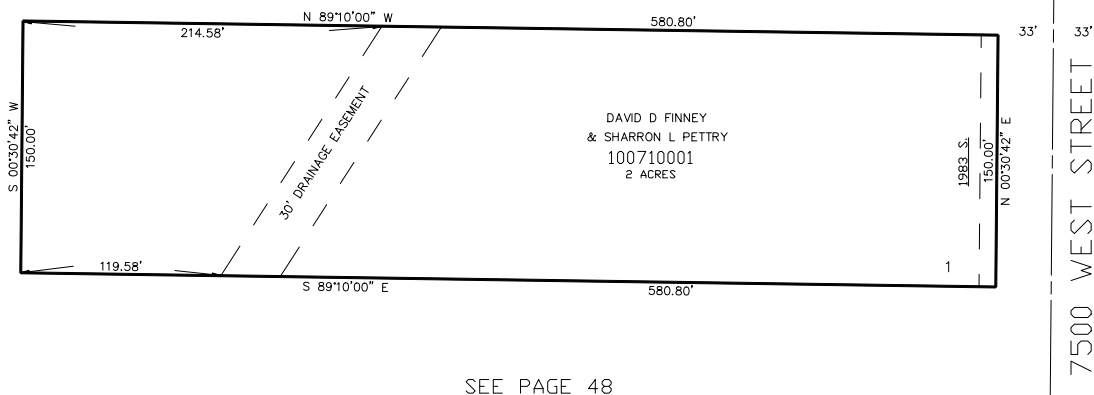 N 89°10'00" W
580.80'
214.58'
33'
33'
S 00°30'42" W
150.00'
30' DRAINAGE EASEMENT
DAVID D FINNEY
& SHARRON L PETTRY
100710001
2 ACRES
1983 S.
150.00'
N 00°30'42" E
7500 WEST STREET
119.58'
1
S 89°10'00" E
580.80'
SEE PAGE 48